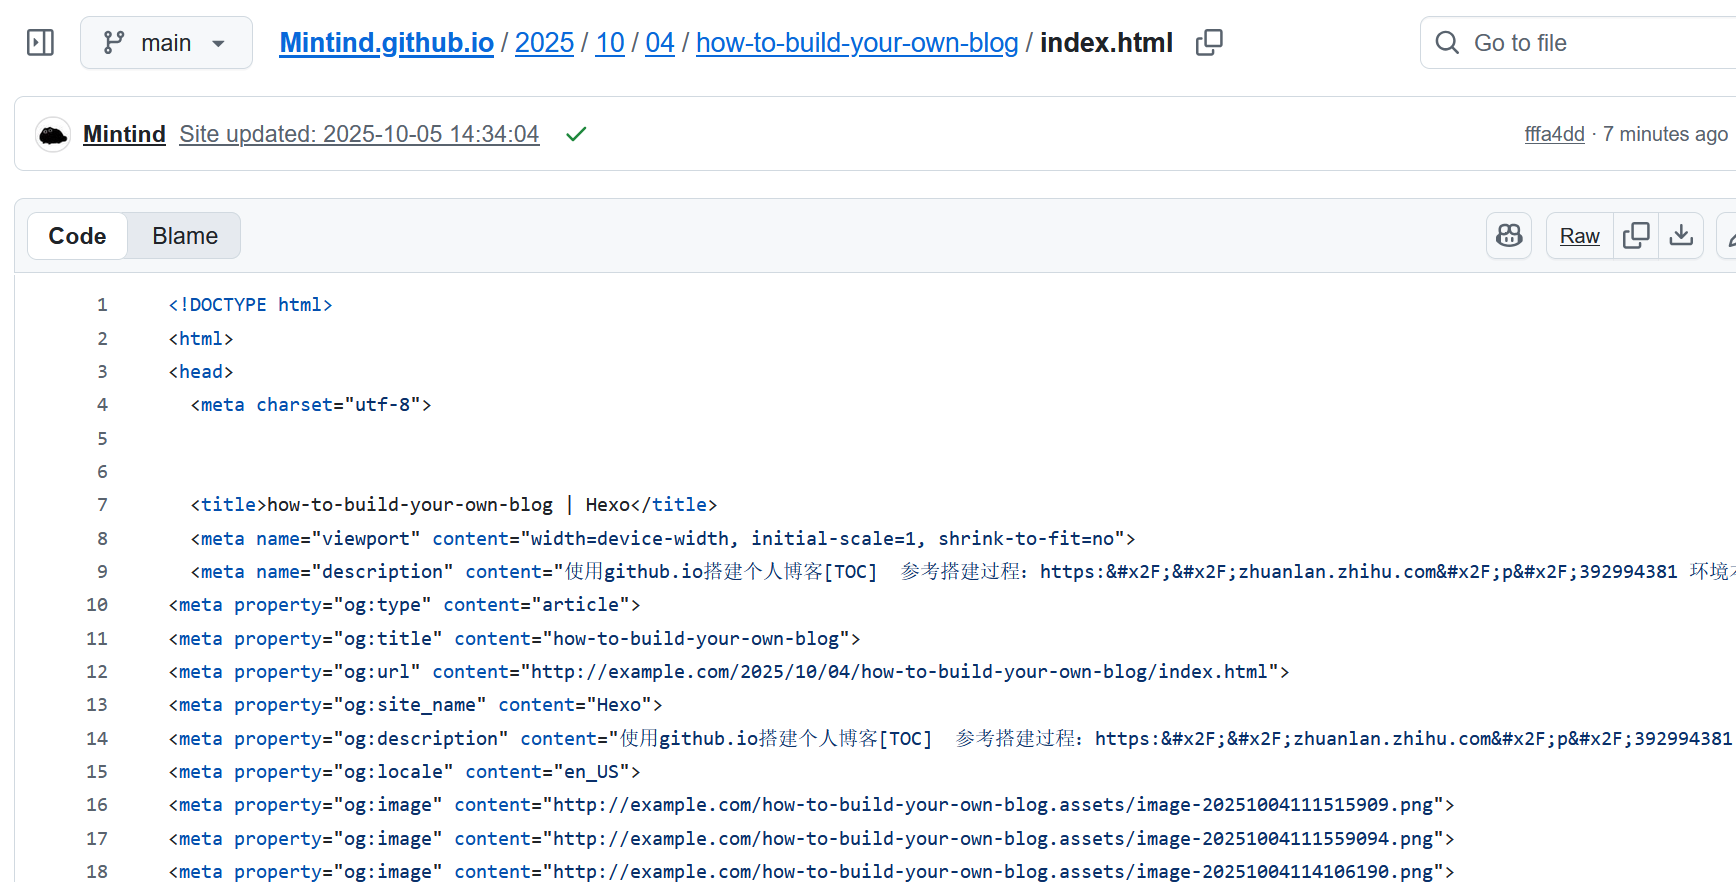 main
Mintind.github.io / 2025 / 10 / 04 / how-to-build-your-own-blog / index.html
Go to file
Mintind Site updated: 2025-10-05 14:34:04
fffa4dd · 7 minutes ago
Code
Blame
Raw
1 <!DOCTYPE html>
2 <html>
3 <head>
4 <meta charset="utf-8">
5
6
7 <title>how-to-build-your-own-blog | Hexo</title>
8 <meta name="viewport" content="width=device-width, initial-scale=1, shrink-to-fit=no">
9 <meta name="description" content="使用github.io搭建个人博客[TOC] 参考搭建过程：https:&#x2F;&#x2F;zhuanlan.zhihu.com&#x2F;p&#x2F;392994381 环境
10 <meta property="og:type" content="article">
11 <meta property="og:title" content="how-to-build-your-own-blog">
12 <meta property="og:url" content="http://example.com/2025/10/04/how-to-build-your-own-blog/index.html">
13 <meta property="og:site_name" content="Hexo">
14 <meta property="og:description" content="使用github.io搭建个人博客[TOC] 参考搭建过程：https:&#x2F;&#x2F;zhuanlan.zhihu.com&#x2F;p&#x2F;392994381
15 <meta property="og:locale" content="en_US">
16 <meta property="og:image" content="http://example.com/how-to-build-your-own-blog.assets/image-20251004111515909.png">
17 <meta property="og:image" content="http://example.com/how-to-build-your-own-blog.assets/image-20251004111559094.png">
18 <meta property="og:image" content="http://example.com/how-to-build-your-own-blog.assets/image-20251004114106190.png">